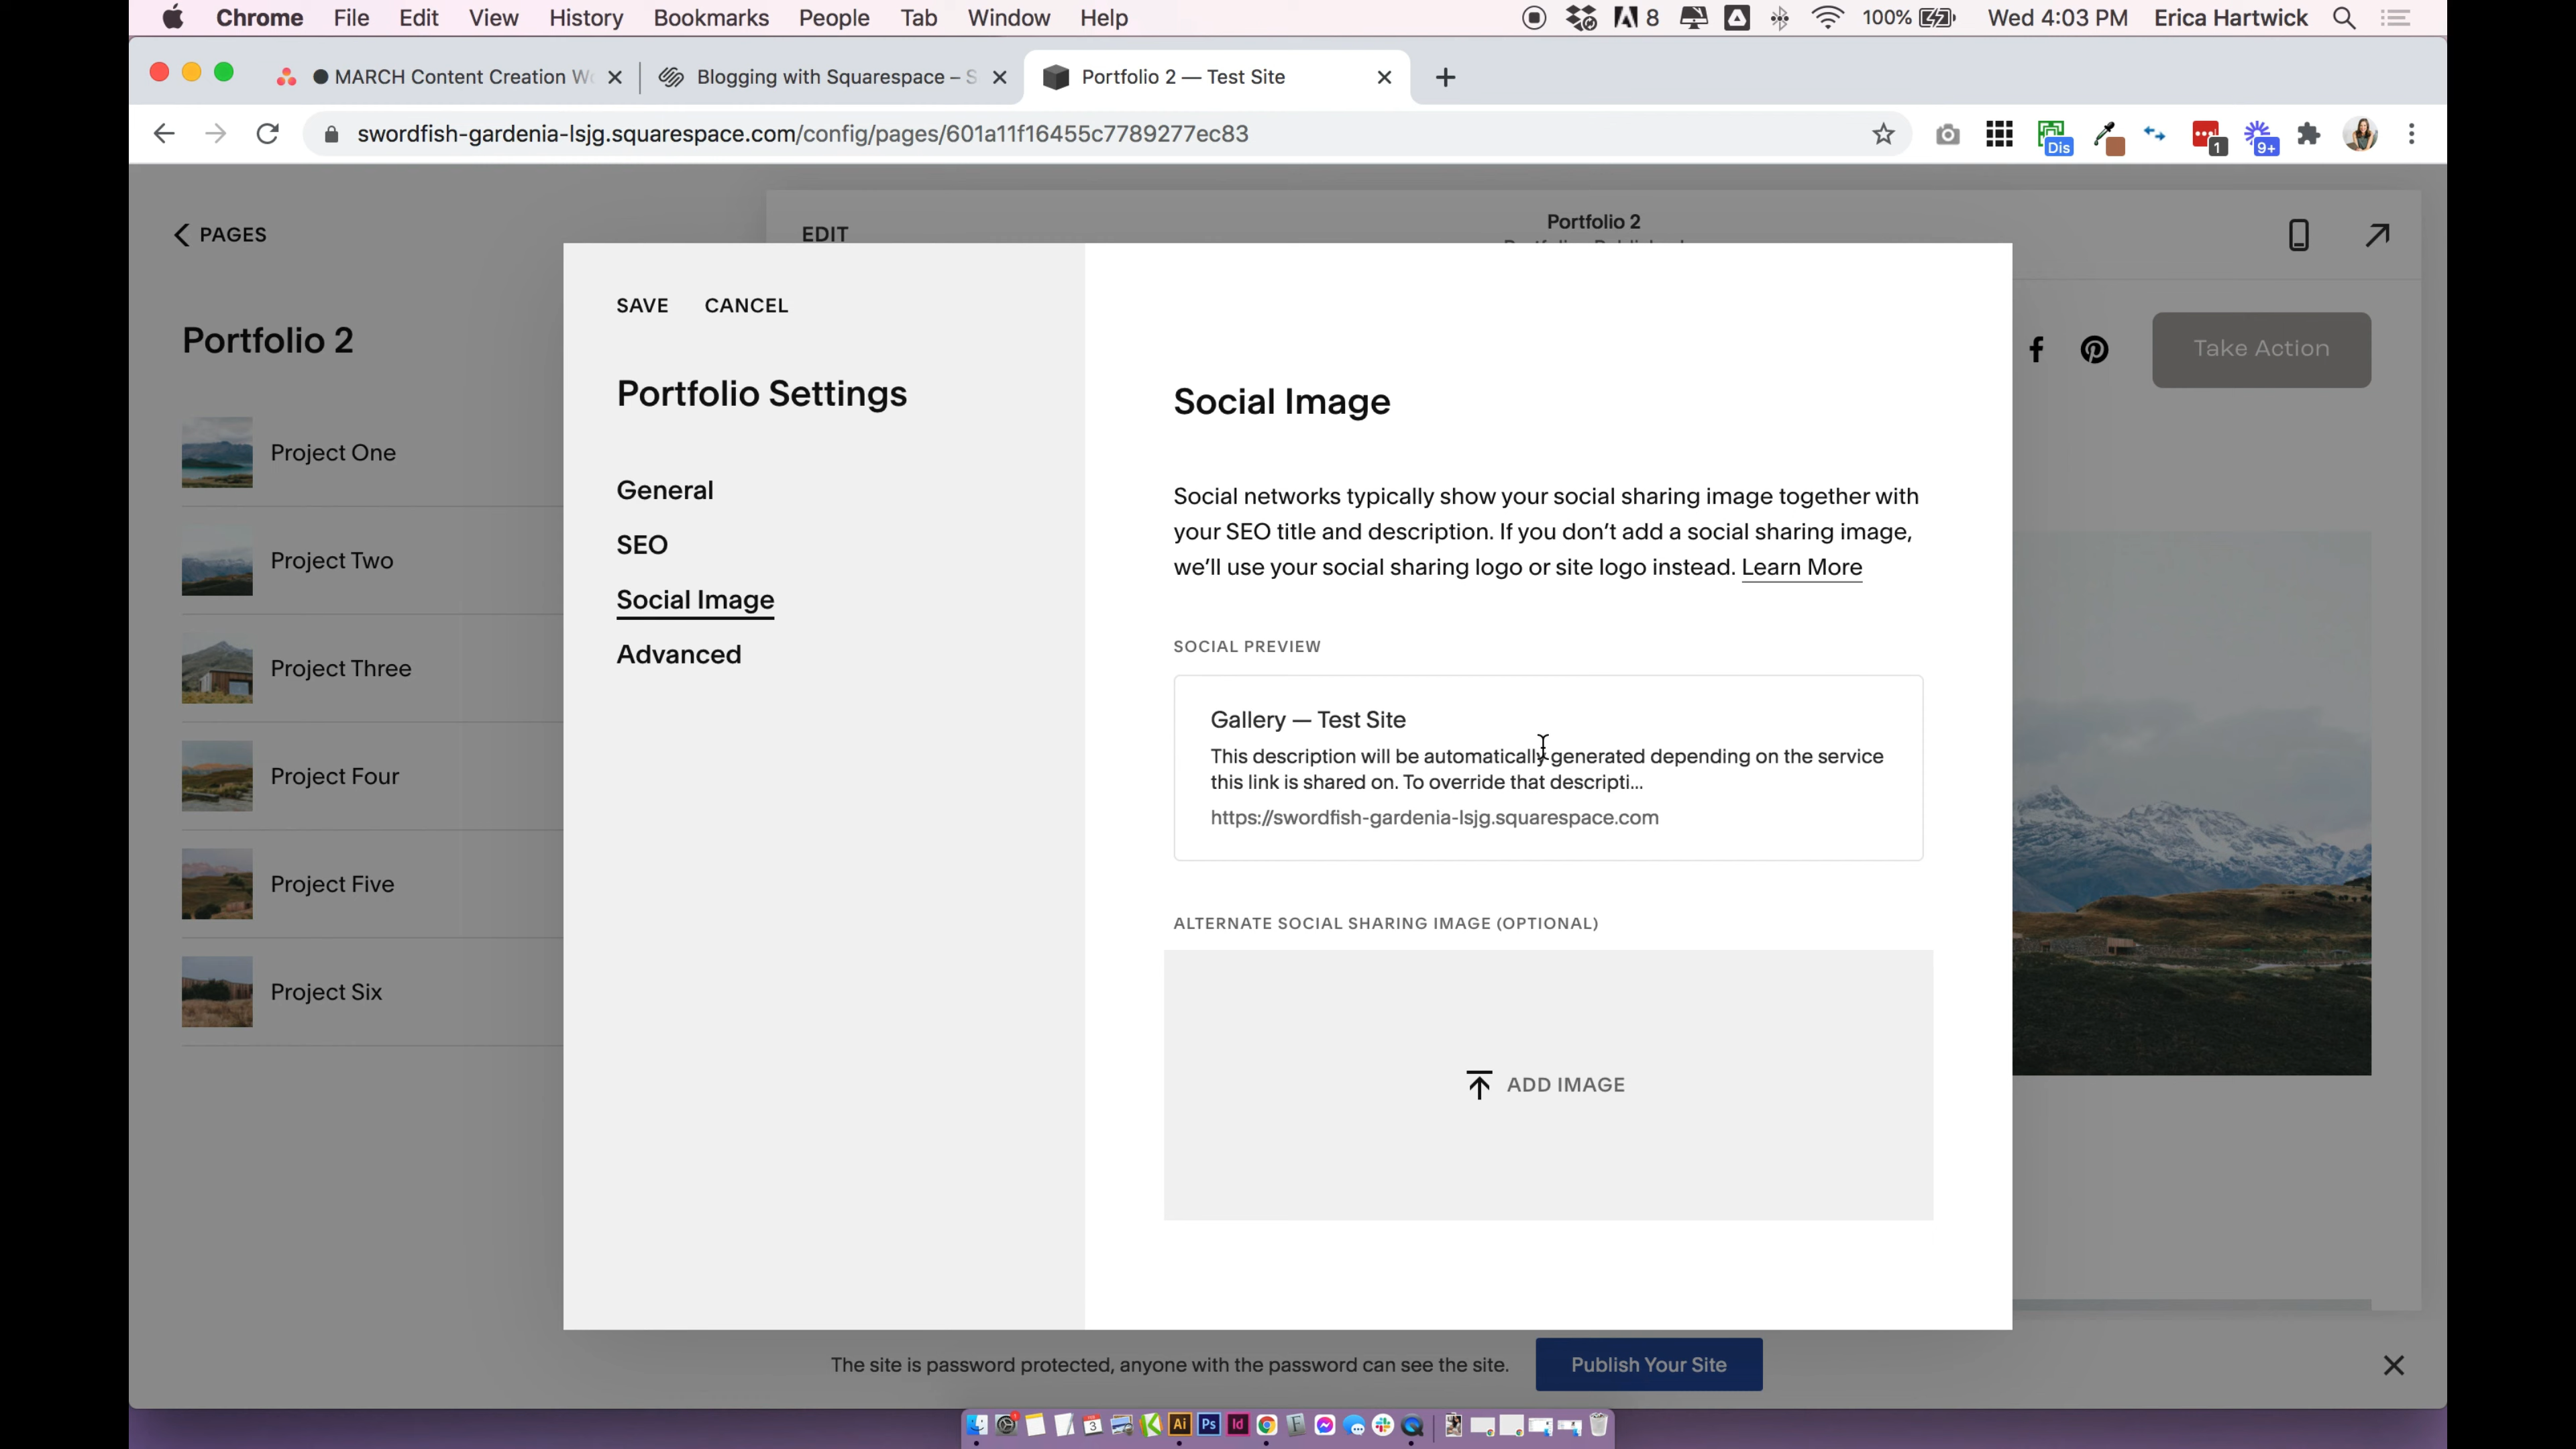 Chrome File Edit View History Bookmarks People Tab Window Help 8 100% Wed 4:03 PM Erica Hartwick
MARCH Content Creation Wo
Blogging with Squarespace – S
Portfolio 2 — Test Site
swordfish-gardenia-lsjg.squarespace.com/config/pages/601a11f16455c7789277ec83
Dis
1
9+
PAGES
EDIT
Portfolio 2
Portfolio 2
Take Action
Project One
Project Two
Project Three
Project Four
Project Five
Project Six
SAVE CANCEL
Portfolio Settings
General
SEO
Social Image
Advanced
Social Image
Social networks typically show your social sharing image together with
your SEO title and description. If you don't add a social sharing image,
we'll use your social sharing logo or site logo instead. Learn More
SOCIAL PREVIEW
Gallery — Test Site
This description will be automatically generated depending on the service
this link is shared on. To override that descripti...
https://swordfish-gardenia-lsjg.squarespace.com
ALTERNATE SOCIAL SHARING IMAGE (OPTIONAL)
ADD IMAGE
The site is password protected, anyone with the password can see the site.
Publish Your Site
3
Ai
Ps
Id